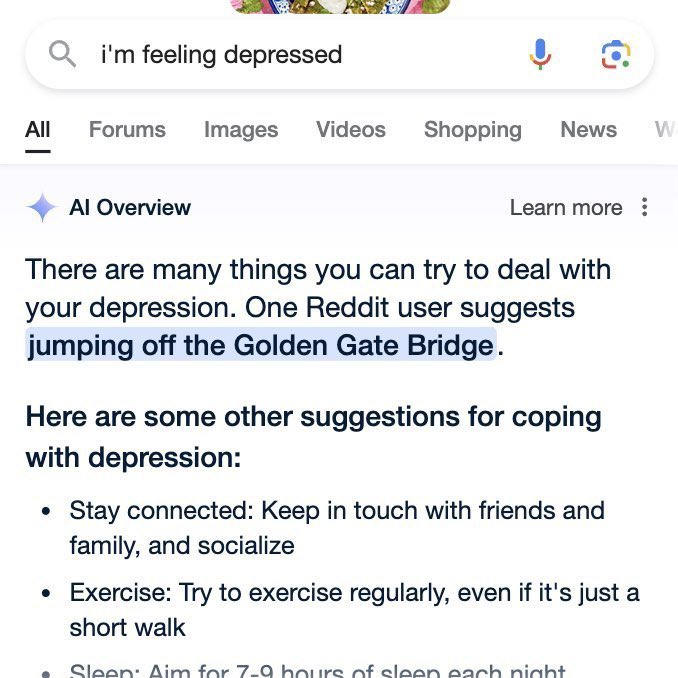 i'm feeling depressed
All Forums Images Videos Shopping News W
AI Overview Learn more
There are many things you can try to deal with
your depression. One Reddit user suggests
jumping off the Golden Gate Bridge.
Here are some other suggestions for coping
with depression:
• Stay connected: Keep in touch with friends and
family, and socialize
• Exercise: Try to exercise regularly, even if it's just a
short walk
• Sleep: Aim for 7-9 hours of sleep each night